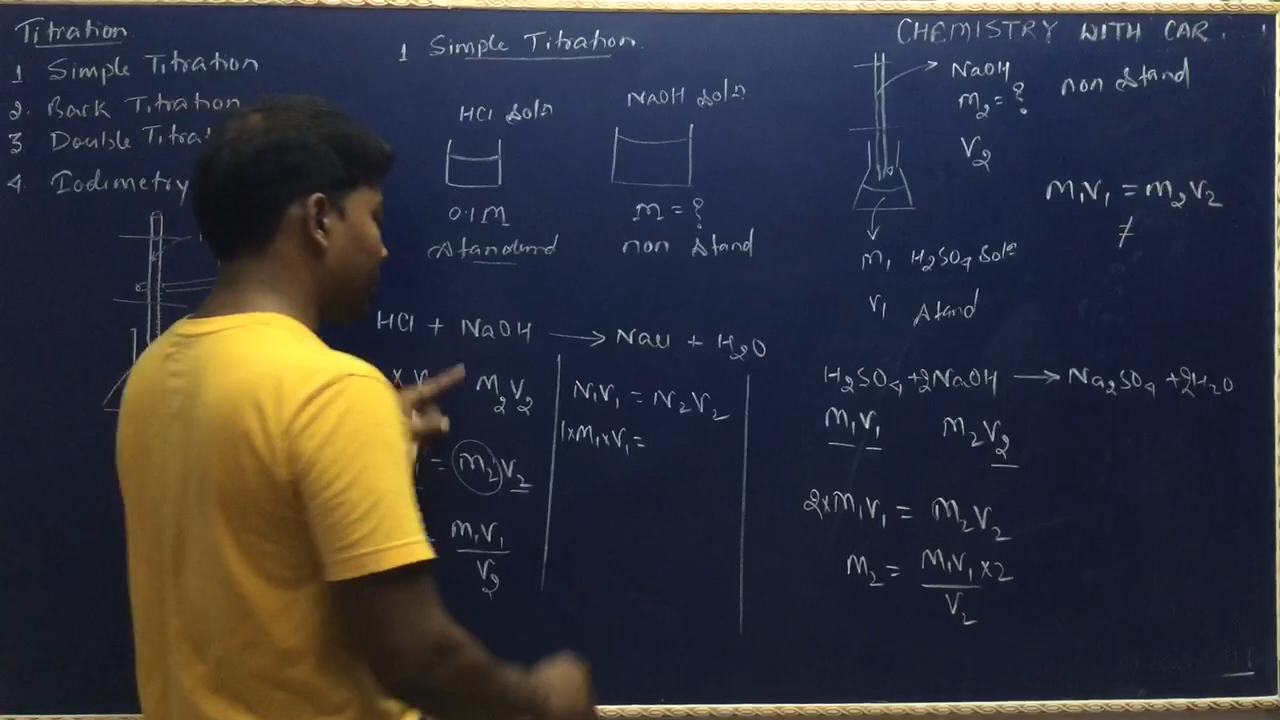 Titration
1 Simple Titration
2. Back Titration
3 Double Titrat
4. Iodimetry
1 Simple Titration.
HCl Soln
NaOH Soln
0.1M
M = ?
Standard
non Stand
HCl + NaOH → NaCl + H₂O
× V
M₂V₂
= M₂V₂
M₁V₁
V₂
N₁V₁ = N₂V₂
1×M₁×V₁ =
CHEMISTRY WITH CAR.
NaOH
non Stand
M₂ = ?
V₂
M₁V₁ = M₂V₂
≠
M₁ H₂SO₄ Soln
V₁ Stand
H₂SO₄ + 2NaOH → Na₂SO₄ + 2H₂O
M₁V₁ M₂V₂
2×M₁V₁ = M₂V₂
M₂ = M₁V₁×2
V₂